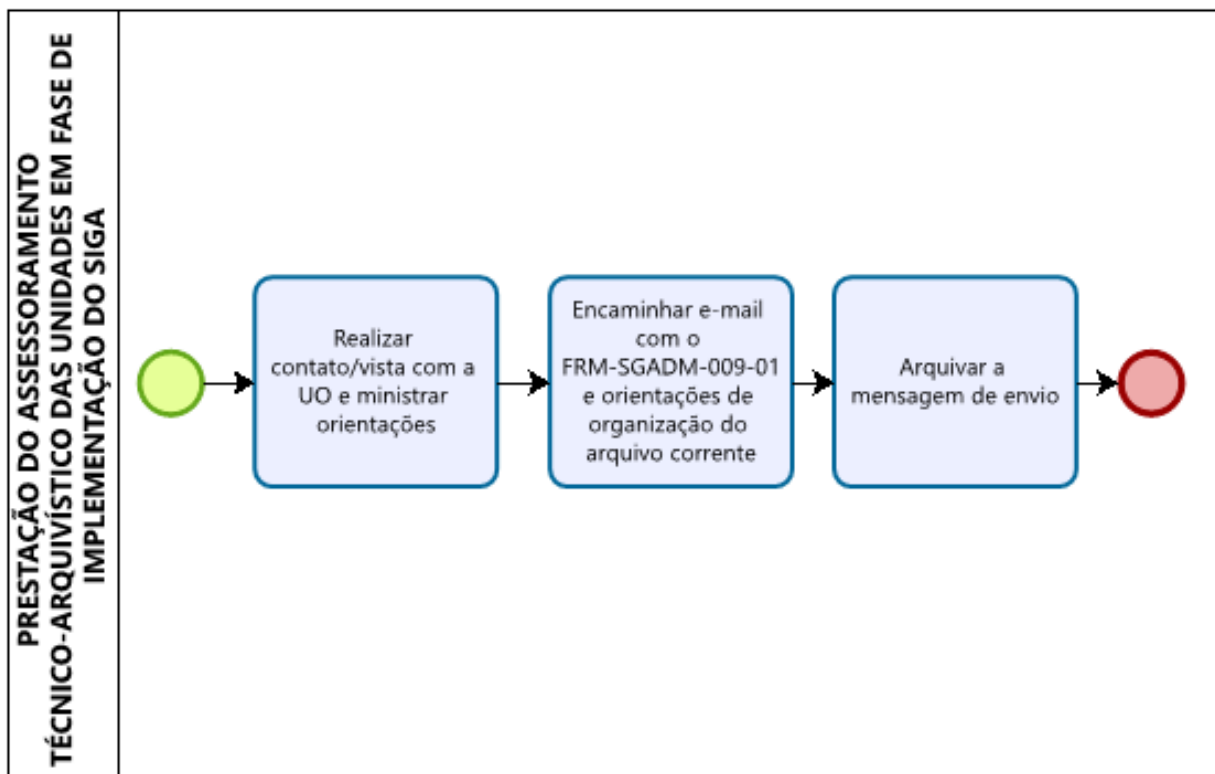 PRESTAÇÃO DO ASSESSORAMENTO
TÉCNICO-ARQUIVÍSTICO DAS UNIDADES EM FASE DE
IMPLEMENTAÇÃO DO SIGA
Realizar
contato/vista com a
UO e ministrar
orientações
Encaminhar e-mail
com o
FRM-SGADM-009-01
e orientações de
organização do
arquivo corrente
Arquivar a
mensagem de envio